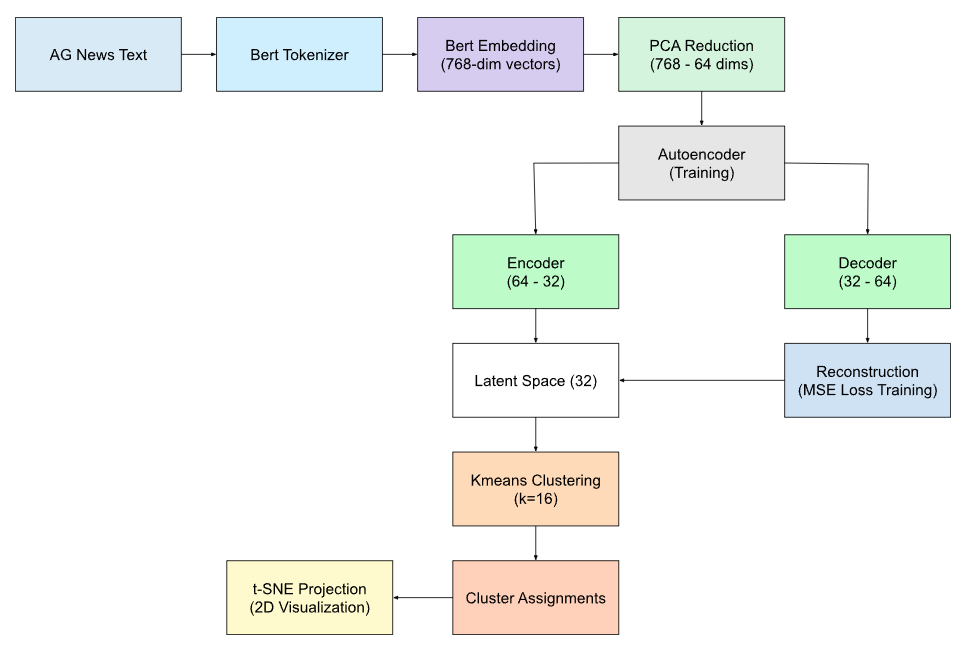 AG News Text
Bert Tokenizer
Bert Embedding
(768-dim vectors)
PCA Reduction
(768 - 64 dims)
Autoencoder
(Training)
Encoder
(64 - 32)
Decoder
(32 - 64)
Latent Space (32)
Reconstruction
(MSE Loss Training)
Kmeans Clustering
(k=16)
t-SNE Projection
(2D Visualization)
Cluster Assignments